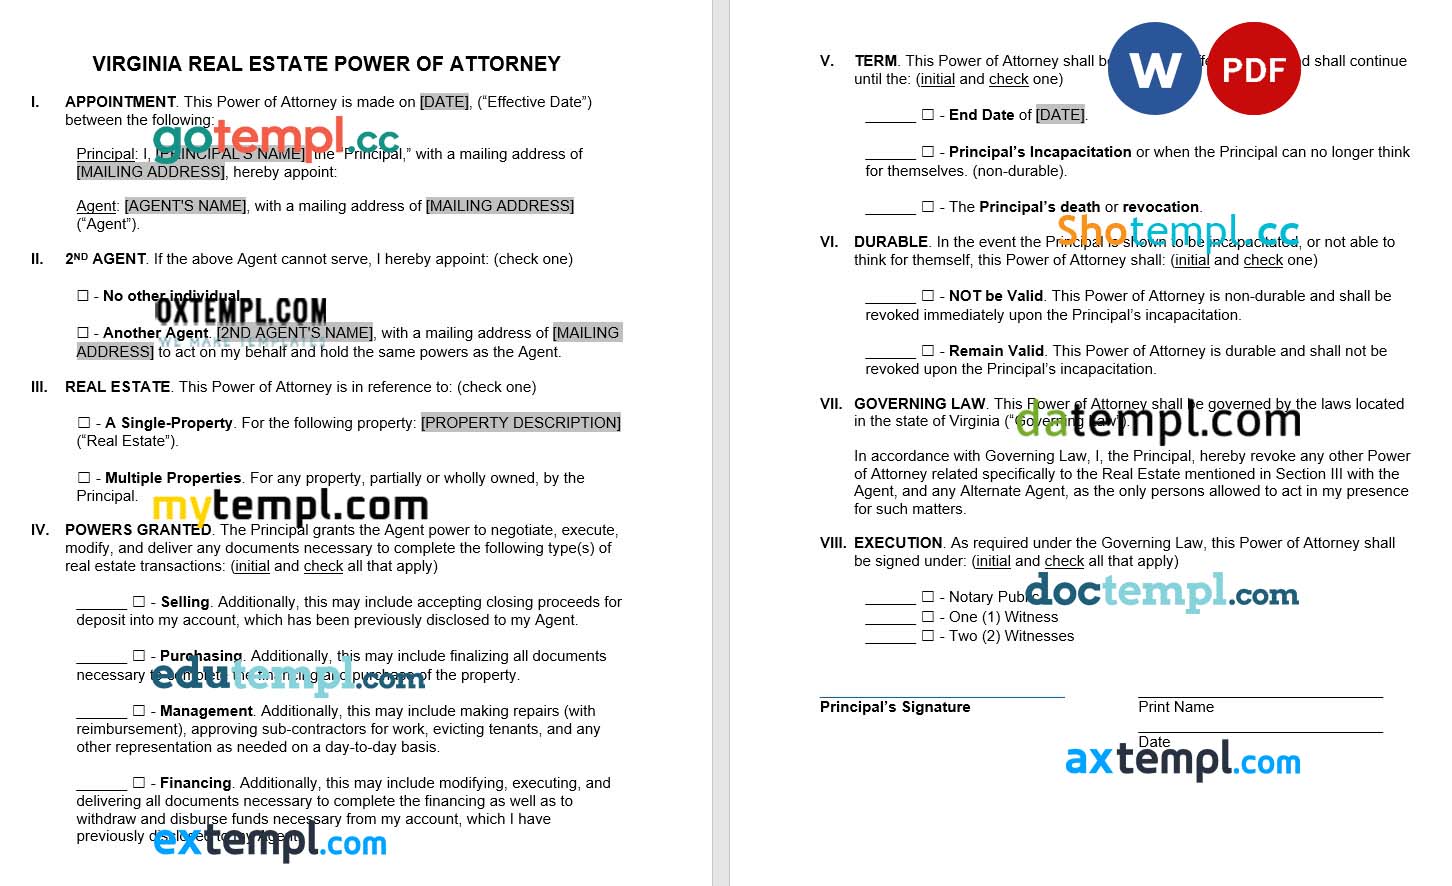 VIRGINIA REAL ESTATE POWER OF ATTORNEY
I. APPOINTMENT. This Power of Attorney is made on [DATE], (“Effective Date”)
between the following:
gotempl.cc
Principal: I, [PRINCIPAL'S NAME], the “Principal,” with a mailing address of
[MAILING ADDRESS], hereby appoint:
Agent: [AGENT'S NAME], with a mailing address of [MAILING ADDRESS]
(“Agent”).
II. 2ND AGENT. If the above Agent cannot serve, I hereby appoint: (check one)
☐ - No other individual
OXTEMPL.COM
☐ - Another Agent. [2ND AGENT'S NAME], with a mailing address of [MAILING
WE MAKE TEMPLATES
ADDRESS] to act on my behalf and hold the same powers as the Agent.
III. REAL ESTATE. This Power of Attorney is in reference to: (check one)
☐ - A Single-Property. For the following property: [PROPERTY DESCRIPTION]
(“Real Estate”).
☐ - Multiple Properties. For any property, partially or wholly owned, by the
Principal.
mytempl.com
IV. POWERS GRANTED. The Principal grants the Agent power to negotiate, execute,
modify, and deliver any documents necessary to complete the following type(s) of
real estate transactions: (initial and check all that apply)
______ ☐ - Selling. Additionally, this may include accepting closing proceeds for
deposit into my account, which has been previously disclosed to my Agent.
______ ☐ - Purchasing. Additionally, this may include finalizing all documents
necessary to complete the financing and purchase of the property.
edutempl.com
______ ☐ - Management. Additionally, this may include making repairs (with
reimbursement), approving sub-contractors for work, evicting tenants, and any
other representation as needed on a day-to-day basis.
______ ☐ - Financing. Additionally, this may include modifying, executing, and
delivering all documents necessary to complete the financing as well as to
withdraw and disburse funds necessary from my account, which I have
previously disclosed to my Agent.
extempl.com
V. TERM. This Power of Attorney shall be shall continue
W PDF
until the: (initial and check one)
______ ☐ - End Date of [DATE].
______ ☐ - Principal’s Incapacitation or when the Principal can no longer think
for themselves. (non-durable).
______ ☐ - The Principal’s death or revocation.
Shotempl.cc
VI. DURABLE. In the event the Principal is shown to be incapacitated, or not able to
think for themself, this Power of Attorney shall: (initial and check one)
______ ☐ - NOT be Valid. This Power of Attorney is non-durable and shall be
revoked immediately upon the Principal’s incapacitation.
______ ☐ - Remain Valid. This Power of Attorney is durable and shall not be
revoked upon the Principal’s incapacitation.
VII. GOVERNING LAW. This Power of Attorney shall be governed by the laws located
in the state of Virginia (“Governing Law”).
datempl.com
In accordance with Governing Law, I, the Principal, hereby revoke any other Power
of Attorney related specifically to the Real Estate mentioned in Section III with the
Agent, and any Alternate Agent, as the only persons allowed to act in my presence
for such matters.
VIII. EXECUTION. As required under the Governing Law, this Power of Attorney shall
be signed under: (initial and check all that apply)
______ ☐ - Notary Public
doctempl.com
______ ☐ - One (1) Witness
______ ☐ - Two (2) Witnesses
Principal’s Signature Print Name
Date
axtempl.com